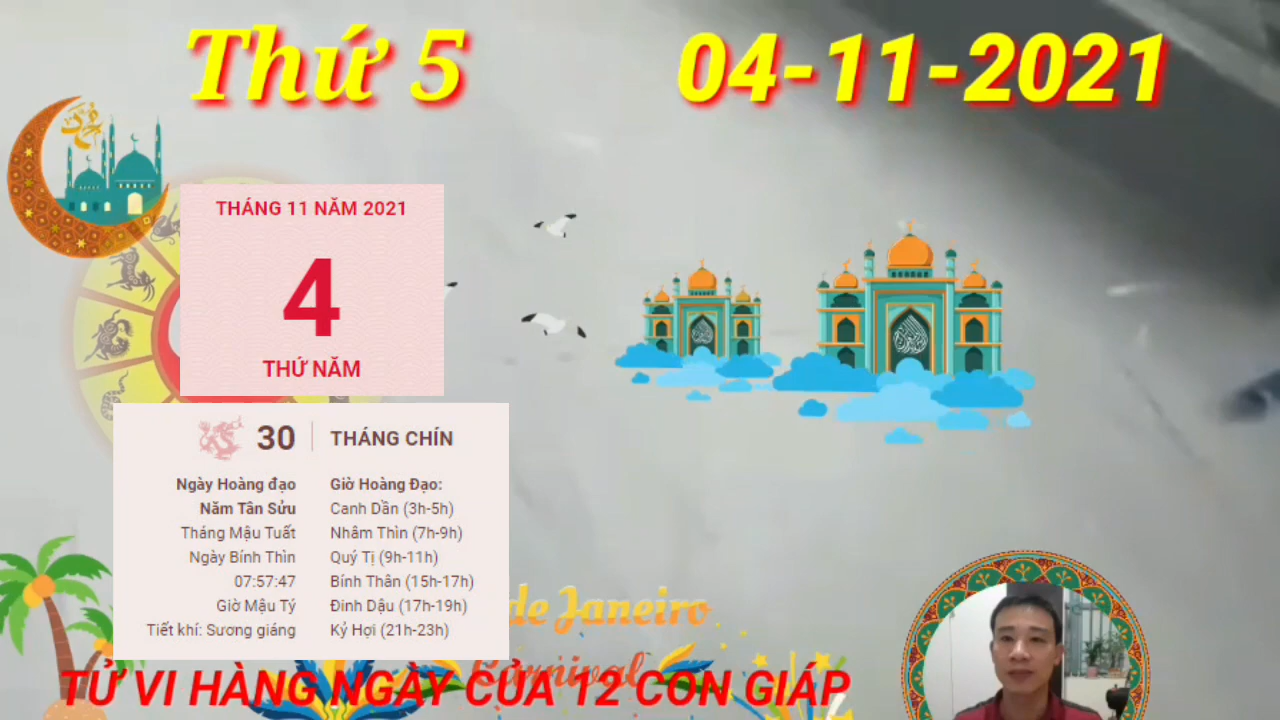 Thứ 5
04-11-2021
THÁNG 11 NĂM 2021
4
THỨ NĂM
30
THÁNG CHÍN
Ngày Hoàng đạo
Năm Tân Sửu
Tháng Mậu Tuất
Ngày Bính Thìn
07:57:47
Giờ Mậu Tý
Tiết khí: Sương giáng
Giờ Hoàng Đạo:
Canh Dần (3h-5h)
Nhâm Thìn (7h-9h)
Quý Tị (9h-11h)
Bính Thân (15h-17h)
Đinh Dậu (17h-19h)
Kỷ Hợi (21h-23h)
de Janeiro
Carnival
TỬ VI HÀNG NGÀY CỦA 12 CON GIÁP